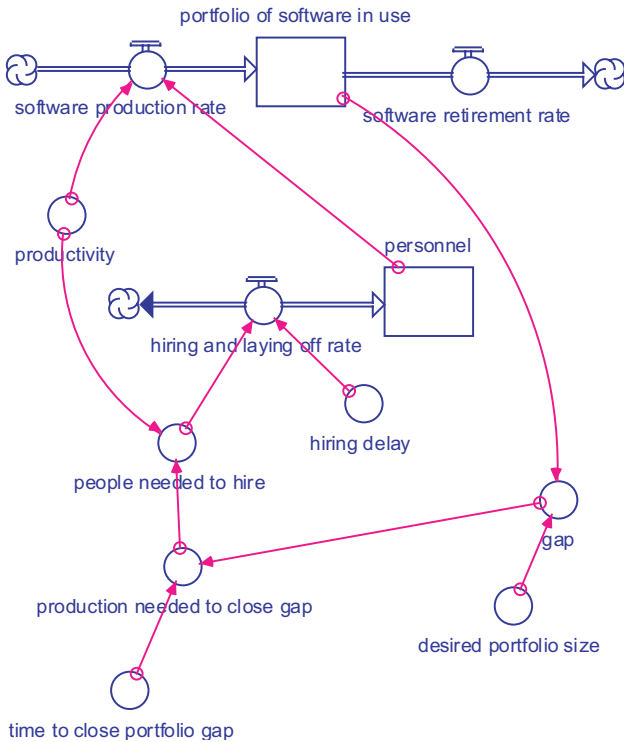 portfolio of software in use
software production rate
software retirement rate
productivity
personnel
hiring and laying off rate
hiring delay
people needed to hire
gap
production needed to close gap
desired portfolio size
time to close portfolio gap